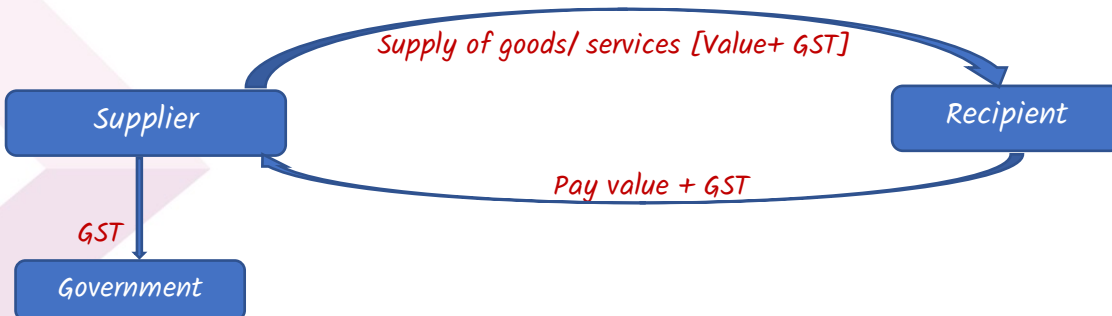 Supply of goods/ services [Value+ GST]
Supplier
Recipient
Pay value + GST
GST
Government